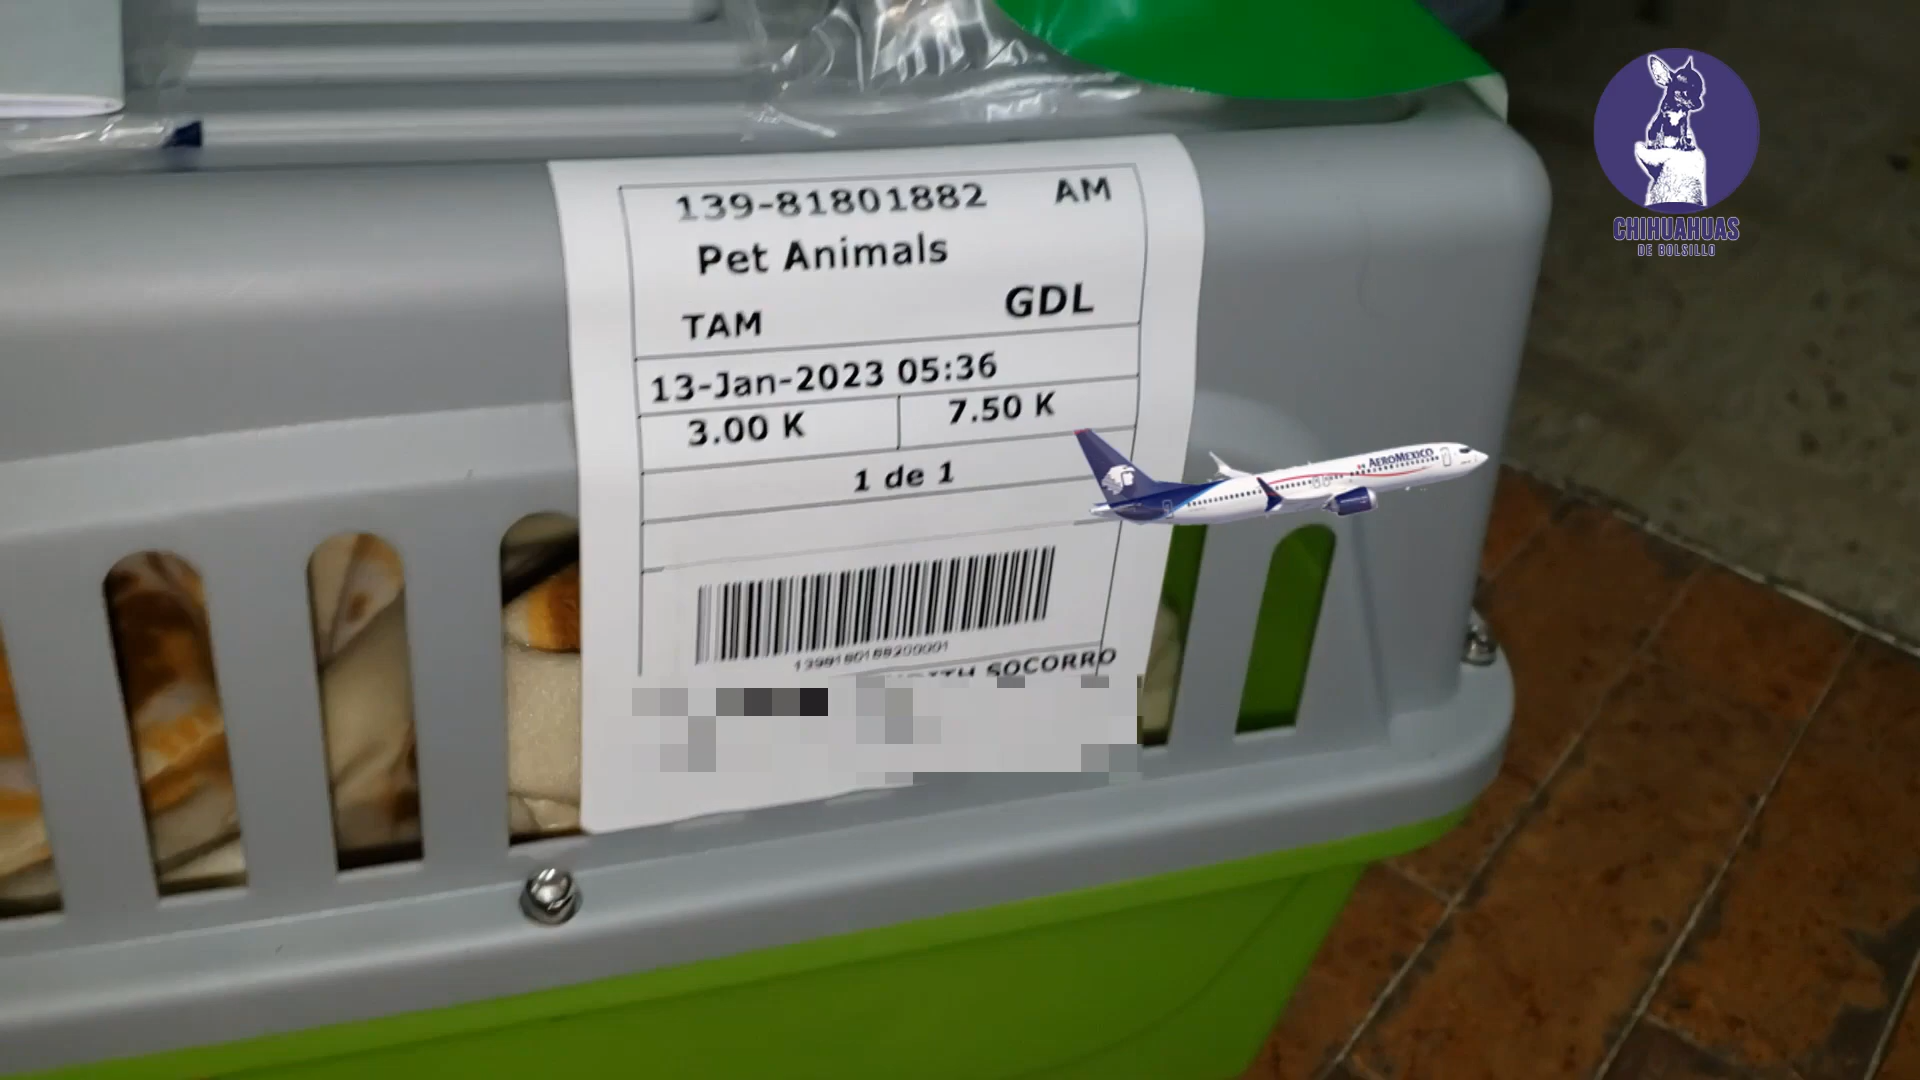 139-81801882 AM
Pet Animals
TAM GDL
13-Jan-2023 05:36
3.00 K 7.50 K
1 de 1
SOCORRO
AEROMEXICO
CHIHUAHUAS
DE BOLSILLO